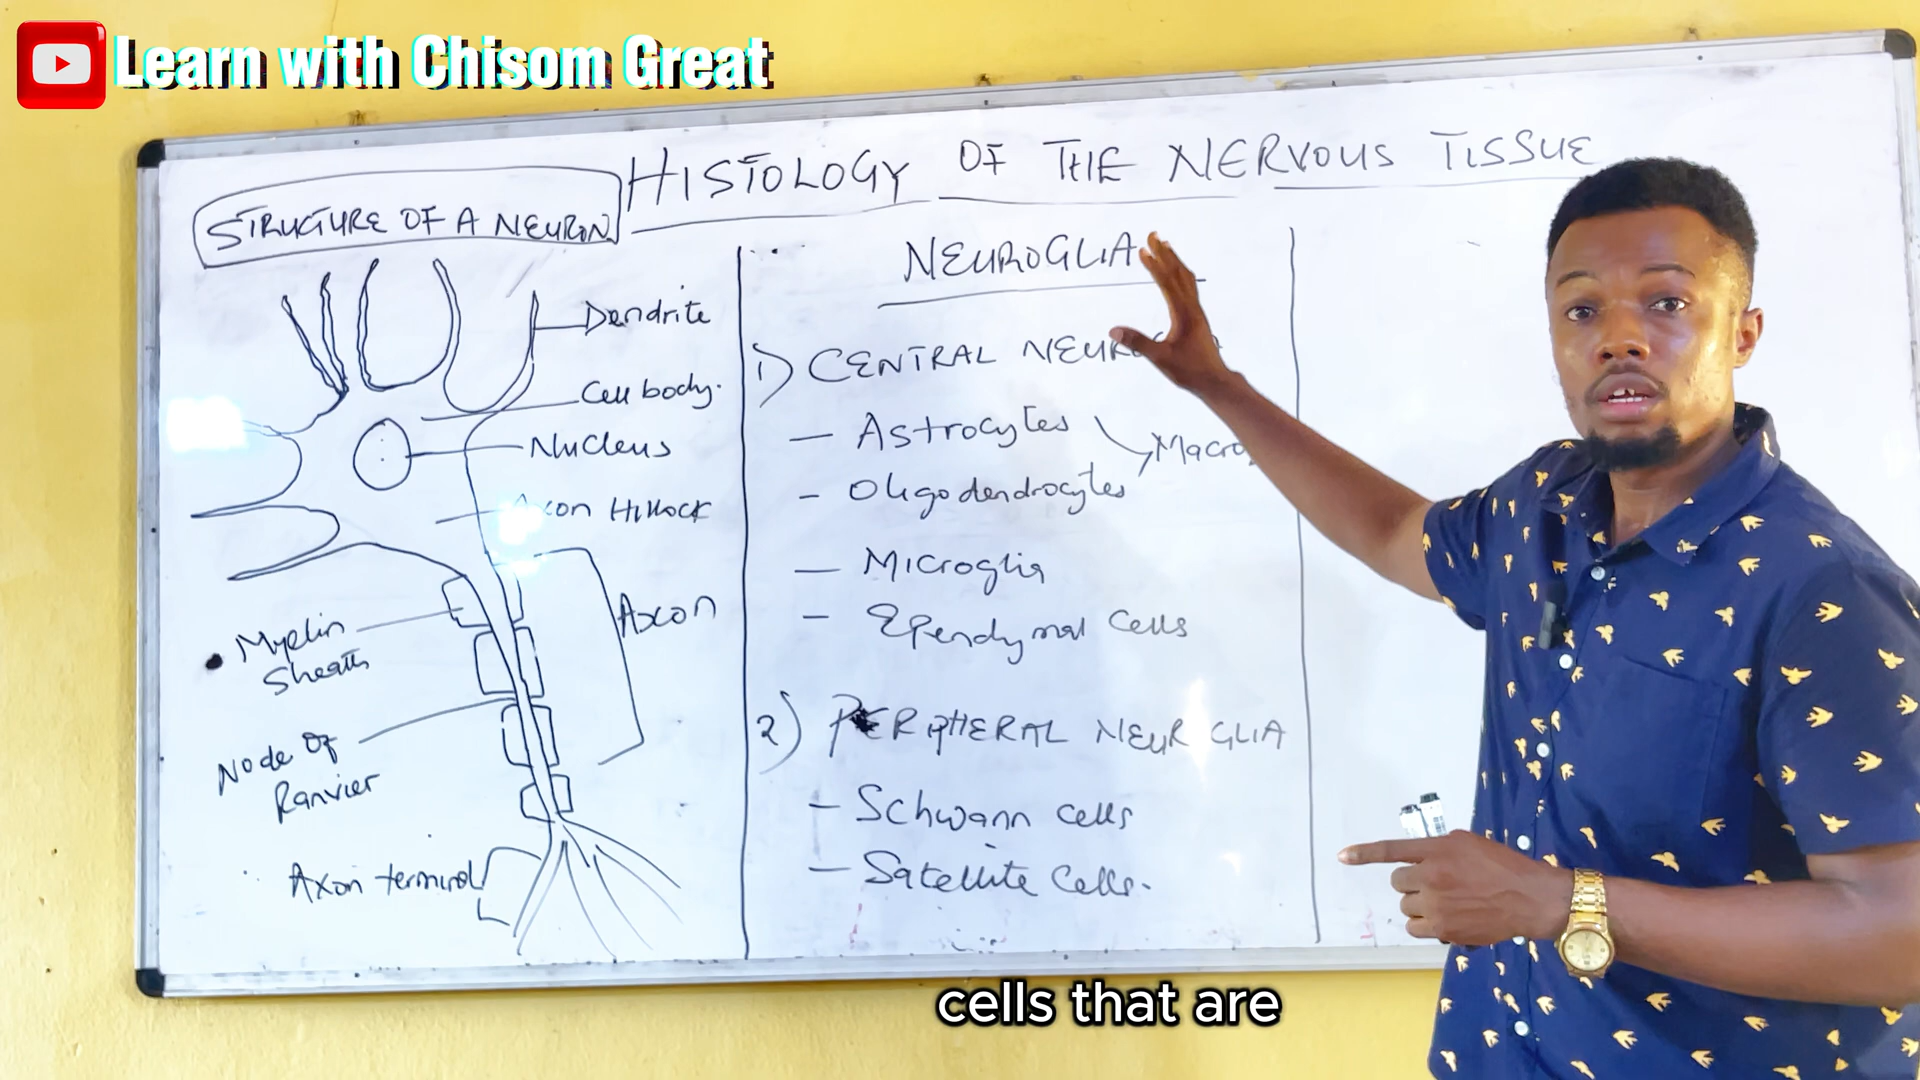 Learn with Chisom Great
HISTOLOGY OF THE NERVOUS TISSUE
STRUCTURE OF A NEURON
Dendrite
Cell body.
Nucleus
Axon Hillock
Axon
Myelin
Sheath
Node Of
Ranvier
Axon terminal
NEUROGLIA
1) CENTRAL
- Astrocytes
- Oligodendrocytes
- Microglia
- Ependymal Cells
2) PERIPHERAL NEUR GLIA
- Schwann cells
- Satellite Cells.
cells that are